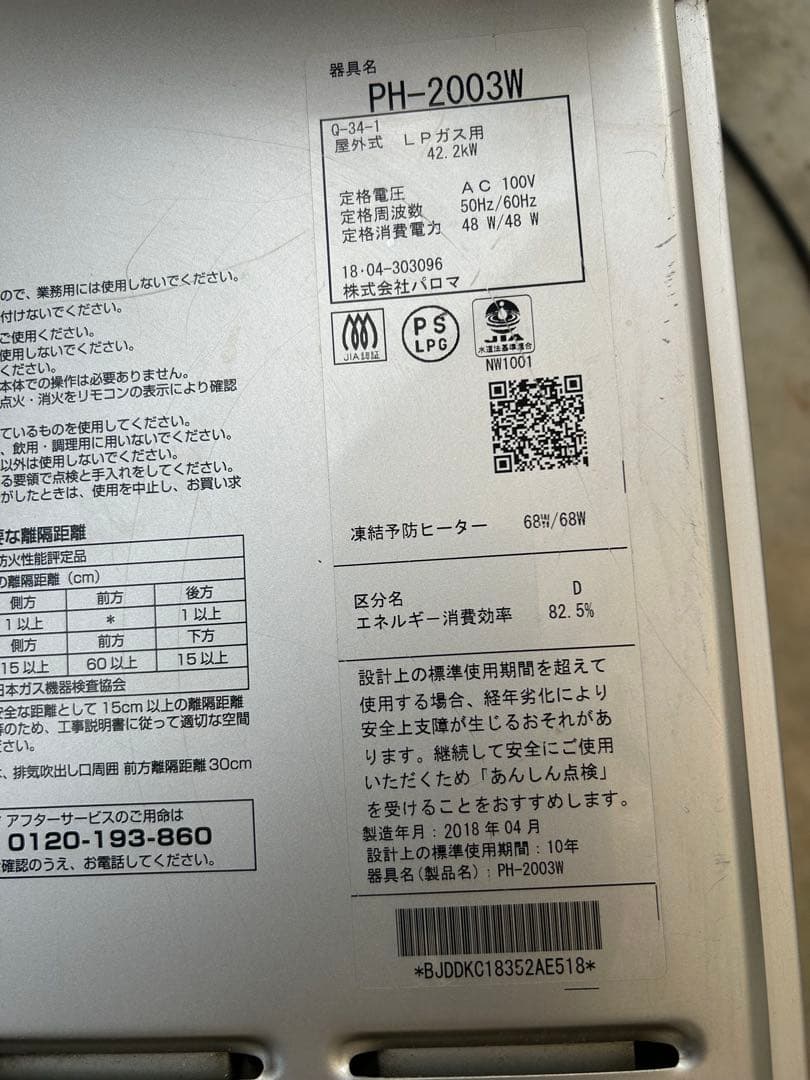 器具名
PH-2003W
Q-34-1
屋外式 LPガス用
42.2kW
定格電圧 AC 100V
定格周波数 50Hz/60Hz
定格消費電力 48 W/48 W
18・04-303096
株式会社パロマ
JIA認証
PS
LPG
JIA
水道法基準適合
NW1001
凍結予防ヒーター 68W/68W
区分名 D
エネルギー消費効率 82.5%
設計上の標準使用期間を超えて
使用する場合、経年劣化により
安全上支障が生じるおそれがあ
ります。継続して安全にご使用
いただくため「あんしん点検」
を受けることをおすすめします。
製造年月：2018年04月
設計上の標準使用期間：10年
器具名(製品名)：PH-2003W
*BJDDKC18352AE518*
ので、業務用には使用しないでください。
付けないでください。
ご使用ください。
使用しないでください。
ください。
本体での操作は必要ありません。
点火・消火をリモコンの表示により確認
ているものを使用してください。
、飲用・調理用に用いないでください。
以外は使用しないでください。
る要領で点検と手入れをしてください。
がしたときは、使用を中止し、お買い求
な離隔距離
防火性能評定品
の離隔距離(cm)
側方 前方 後方
1以上 * 1以上
側方 前方 下方
15以上 60以上 15以上
日本ガス機器検査協会
安全な距離として15cm以上の離隔距離
等のため、工事説明書に従って適切な空間
ださい。
、排気吹出し口周囲 前方離隔距離30cm
アフターサービスのご用命は
0120-193-860
確認のうえ、お電話してください。